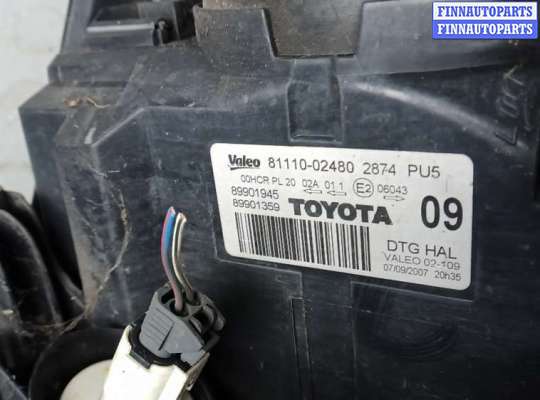 FINNAUTOPARTS
FINNAUTOPARTS
Valeo 81110-02480 2874 PU5
00HCR PL 20 02A 01 1 E2 06043
89901945
89901359 TOYOTA 09
DTG HAL
VALEO 02-109
07/09/2007 20h35